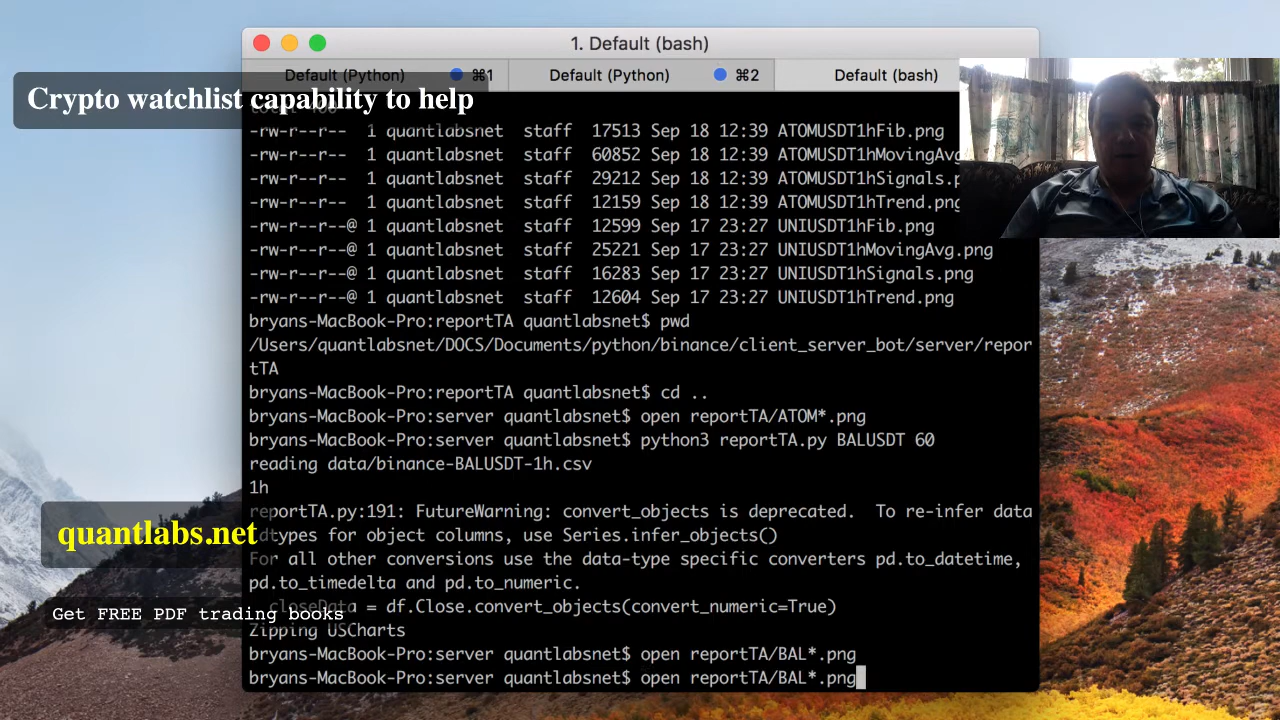 1. Default (bash)
Default (Python) ⌘1 Default (Python) ⌘2 Default (bash)
Crypto watchlist capability to help
-rw-r--r-- 1 quantlabsnet staff 17513 Sep 18 12:39 ATOMUSDT1hFib.png
-rw-r--r-- 1 quantlabsnet staff 60852 Sep 18 12:39 ATOMUSDT1hMovingAv
-rw-r--r-- 1 quantlabsnet staff 29212 Sep 18 12:39 ATOMUSDT1hSignals.p
-rw-r--r-- 1 quantlabsnet staff 12159 Sep 18 12:39 ATOMUSDT1hTrend.png
-rw-r--r--@ 1 quantlabsnet staff 12599 Sep 17 23:27 UNIUSDT1hFib.png
-rw-r--r--@ 1 quantlabsnet staff 25221 Sep 17 23:27 UNIUSDT1hMovingAvg.png
-rw-r--r--@ 1 quantlabsnet staff 16283 Sep 17 23:27 UNIUSDT1hSignals.png
-rw-r--r--@ 1 quantlabsnet staff 12604 Sep 17 23:27 UNIUSDT1hTrend.png
bryans-MacBook-Pro:reportTA quantlabsnet$ pwd
/Users/quantlabsnet/DOCS/Documents/python/binance/client_server_bot/server/repor
tTA
bryans-MacBook-Pro:reportTA quantlabsnet$ cd ..
bryans-MacBook-Pro:server quantlabsnet$ open reportTA/ATOM*.png
bryans-MacBook-Pro:server quantlabsnet$ python3 reportTA.py BALUSDT 60
reading data/binance-BALUSDT-1h.csv
1h
reportTA.py:191: FutureWarning: convert_objects is deprecated. To re-infer data
dtypes for object columns, use Series.infer_objects()
quantlabs.net
For all other conversions use the data-type specific converters pd.to_datetime,
pd.to_timedelta and pd.to_numeric.
closeData = df.Close.convert_objects(convert_numeric=True)
Get FREE PDF trading books
Zipping USCharts
bryans-MacBook-Pro:server quantlabsnet$ open reportTA/BAL*.png
bryans-MacBook-Pro:server quantlabsnet$ open reportTA/BAL*.png